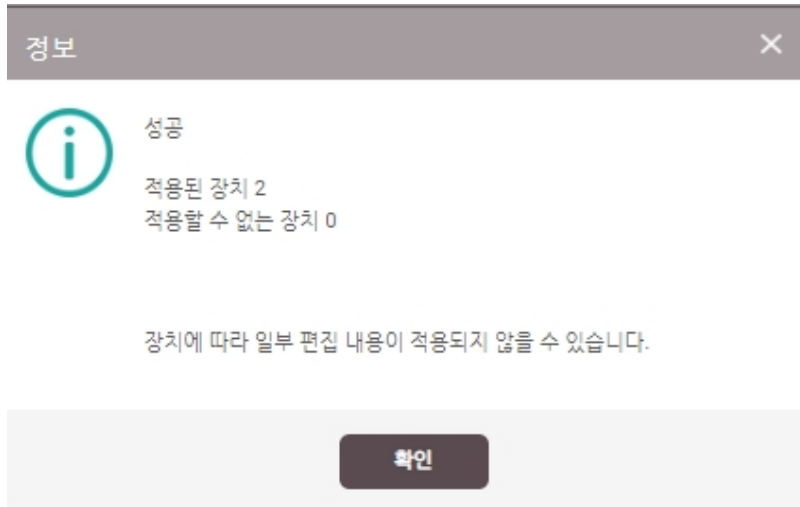 정보
성공
적용된 장치 2
적용할 수 없는 장치 0
장치에 따라 일부 편집 내용이 적용되지 않을 수 있습니다.
확인